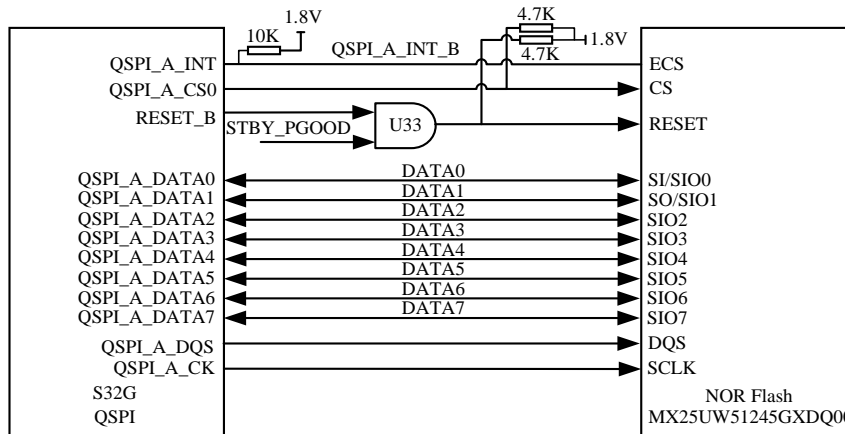 1.8V
4.7K
10K
QSPI_A_INT_B
1.8V
4.7K
QSPI_A_INT
ECS
QSPI_A_CS0
CS
RESET_B
U33
RESET
STBY_PGOOD
QSPI_A_DATA0
DATA0
SI/SIO0
QSPI_A_DATA1
DATA1
SO/SIO1
QSPI_A_DATA2
DATA2
SIO2
QSPI_A_DATA3
DATA3
SIO3
QSPI_A_DATA4
DATA4
SIO4
QSPI_A_DATA5
DATA5
SIO5
QSPI_A_DATA6
DATA6
SIO6
QSPI_A_DATA7
DATA7
SIO7
QSPI_A_DQS
DQS
QSPI_A_CK
SCLK
S32G
QSPI
NOR Flash
MX25UW51245GXDQ00